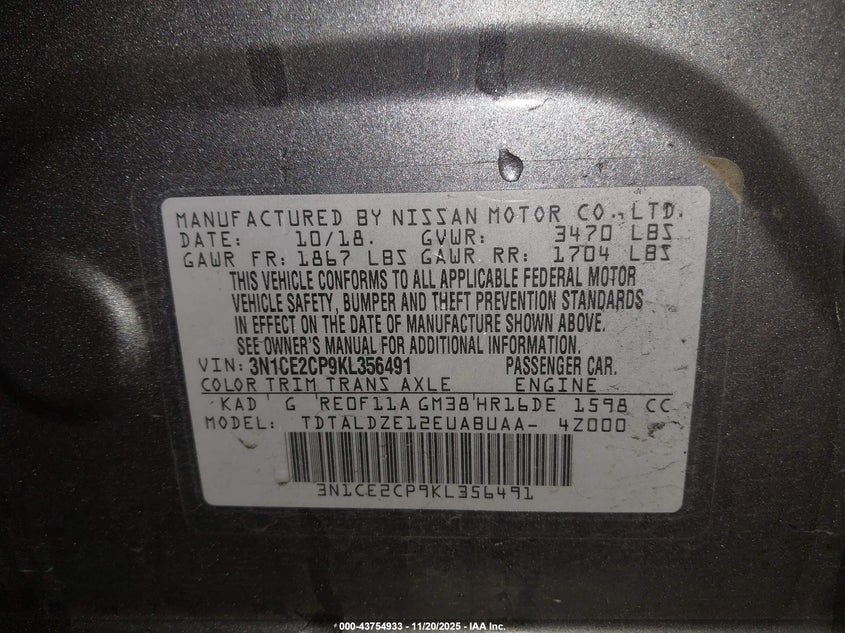 MANUFACTURED BY NISSAN MOTOR CO., LTD.
DATE: 10/18. GVWR: 3470 LBS
GAWR FR: 1867 LBS GAWR RR: 1704 LBS
THIS VEHICLE CONFORMS TO ALL APPLICABLE FEDERAL MOTOR
VEHICLE SAFETY, BUMPER AND THEFT PREVENTION STANDARDS
IN EFFECT ON THE DATE OF MANUFACTURE SHOWN ABOVE.
SEE OWNER'S MANUAL FOR ADDITIONAL INFORMATION.
VIN: 3N1CE2CP9KL356491 PASSENGER CAR.
COLOR TRIM TRANS AXLE ENGINE
KAD G RE0F11A GM38 HR16DE 1598 CC
MODEL: TDTALDZE12EUABUAA- 4Z000
3N1CE2CP9KL356491
000-43754933 - 11/20/2025 - IAA Inc.